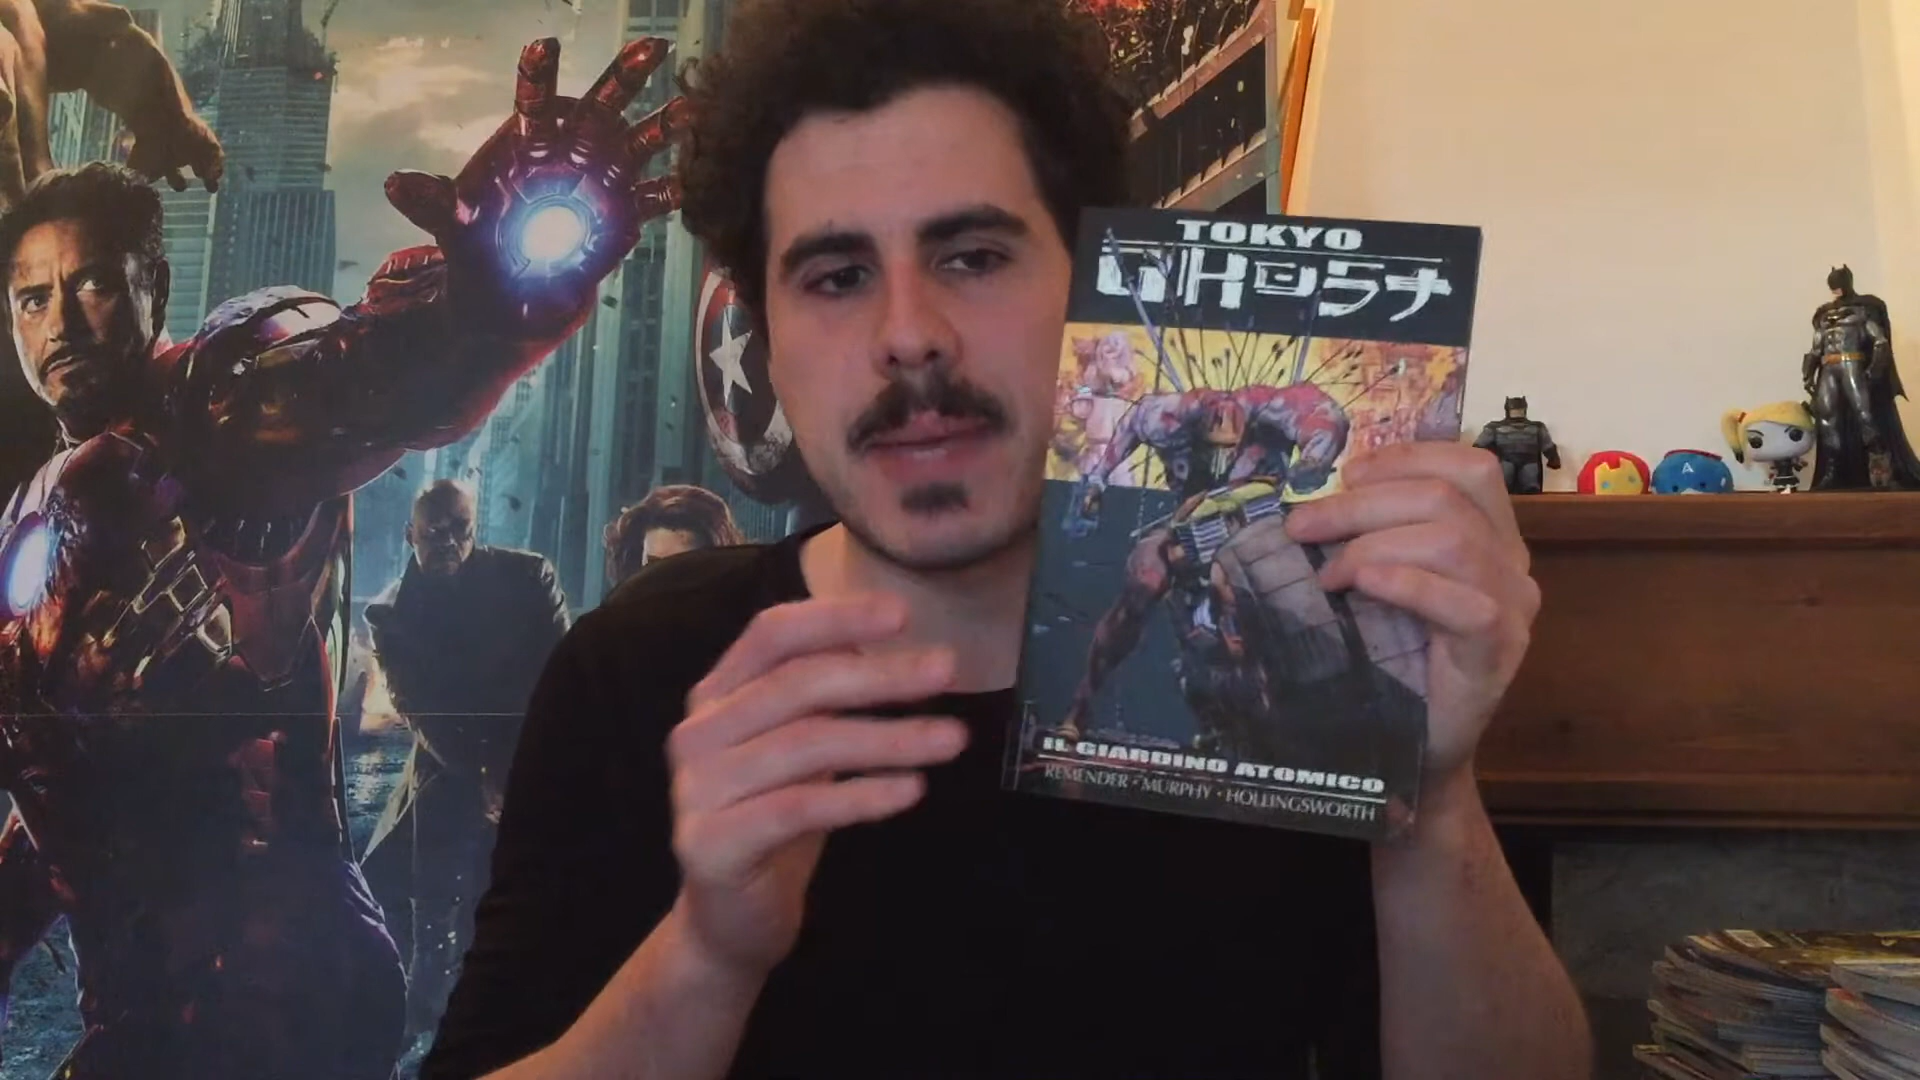 TOKYO
GHOST
IL GIARDINO ATOMICO
REMENDER • MURPHY • HOLLINGSWORTH
A